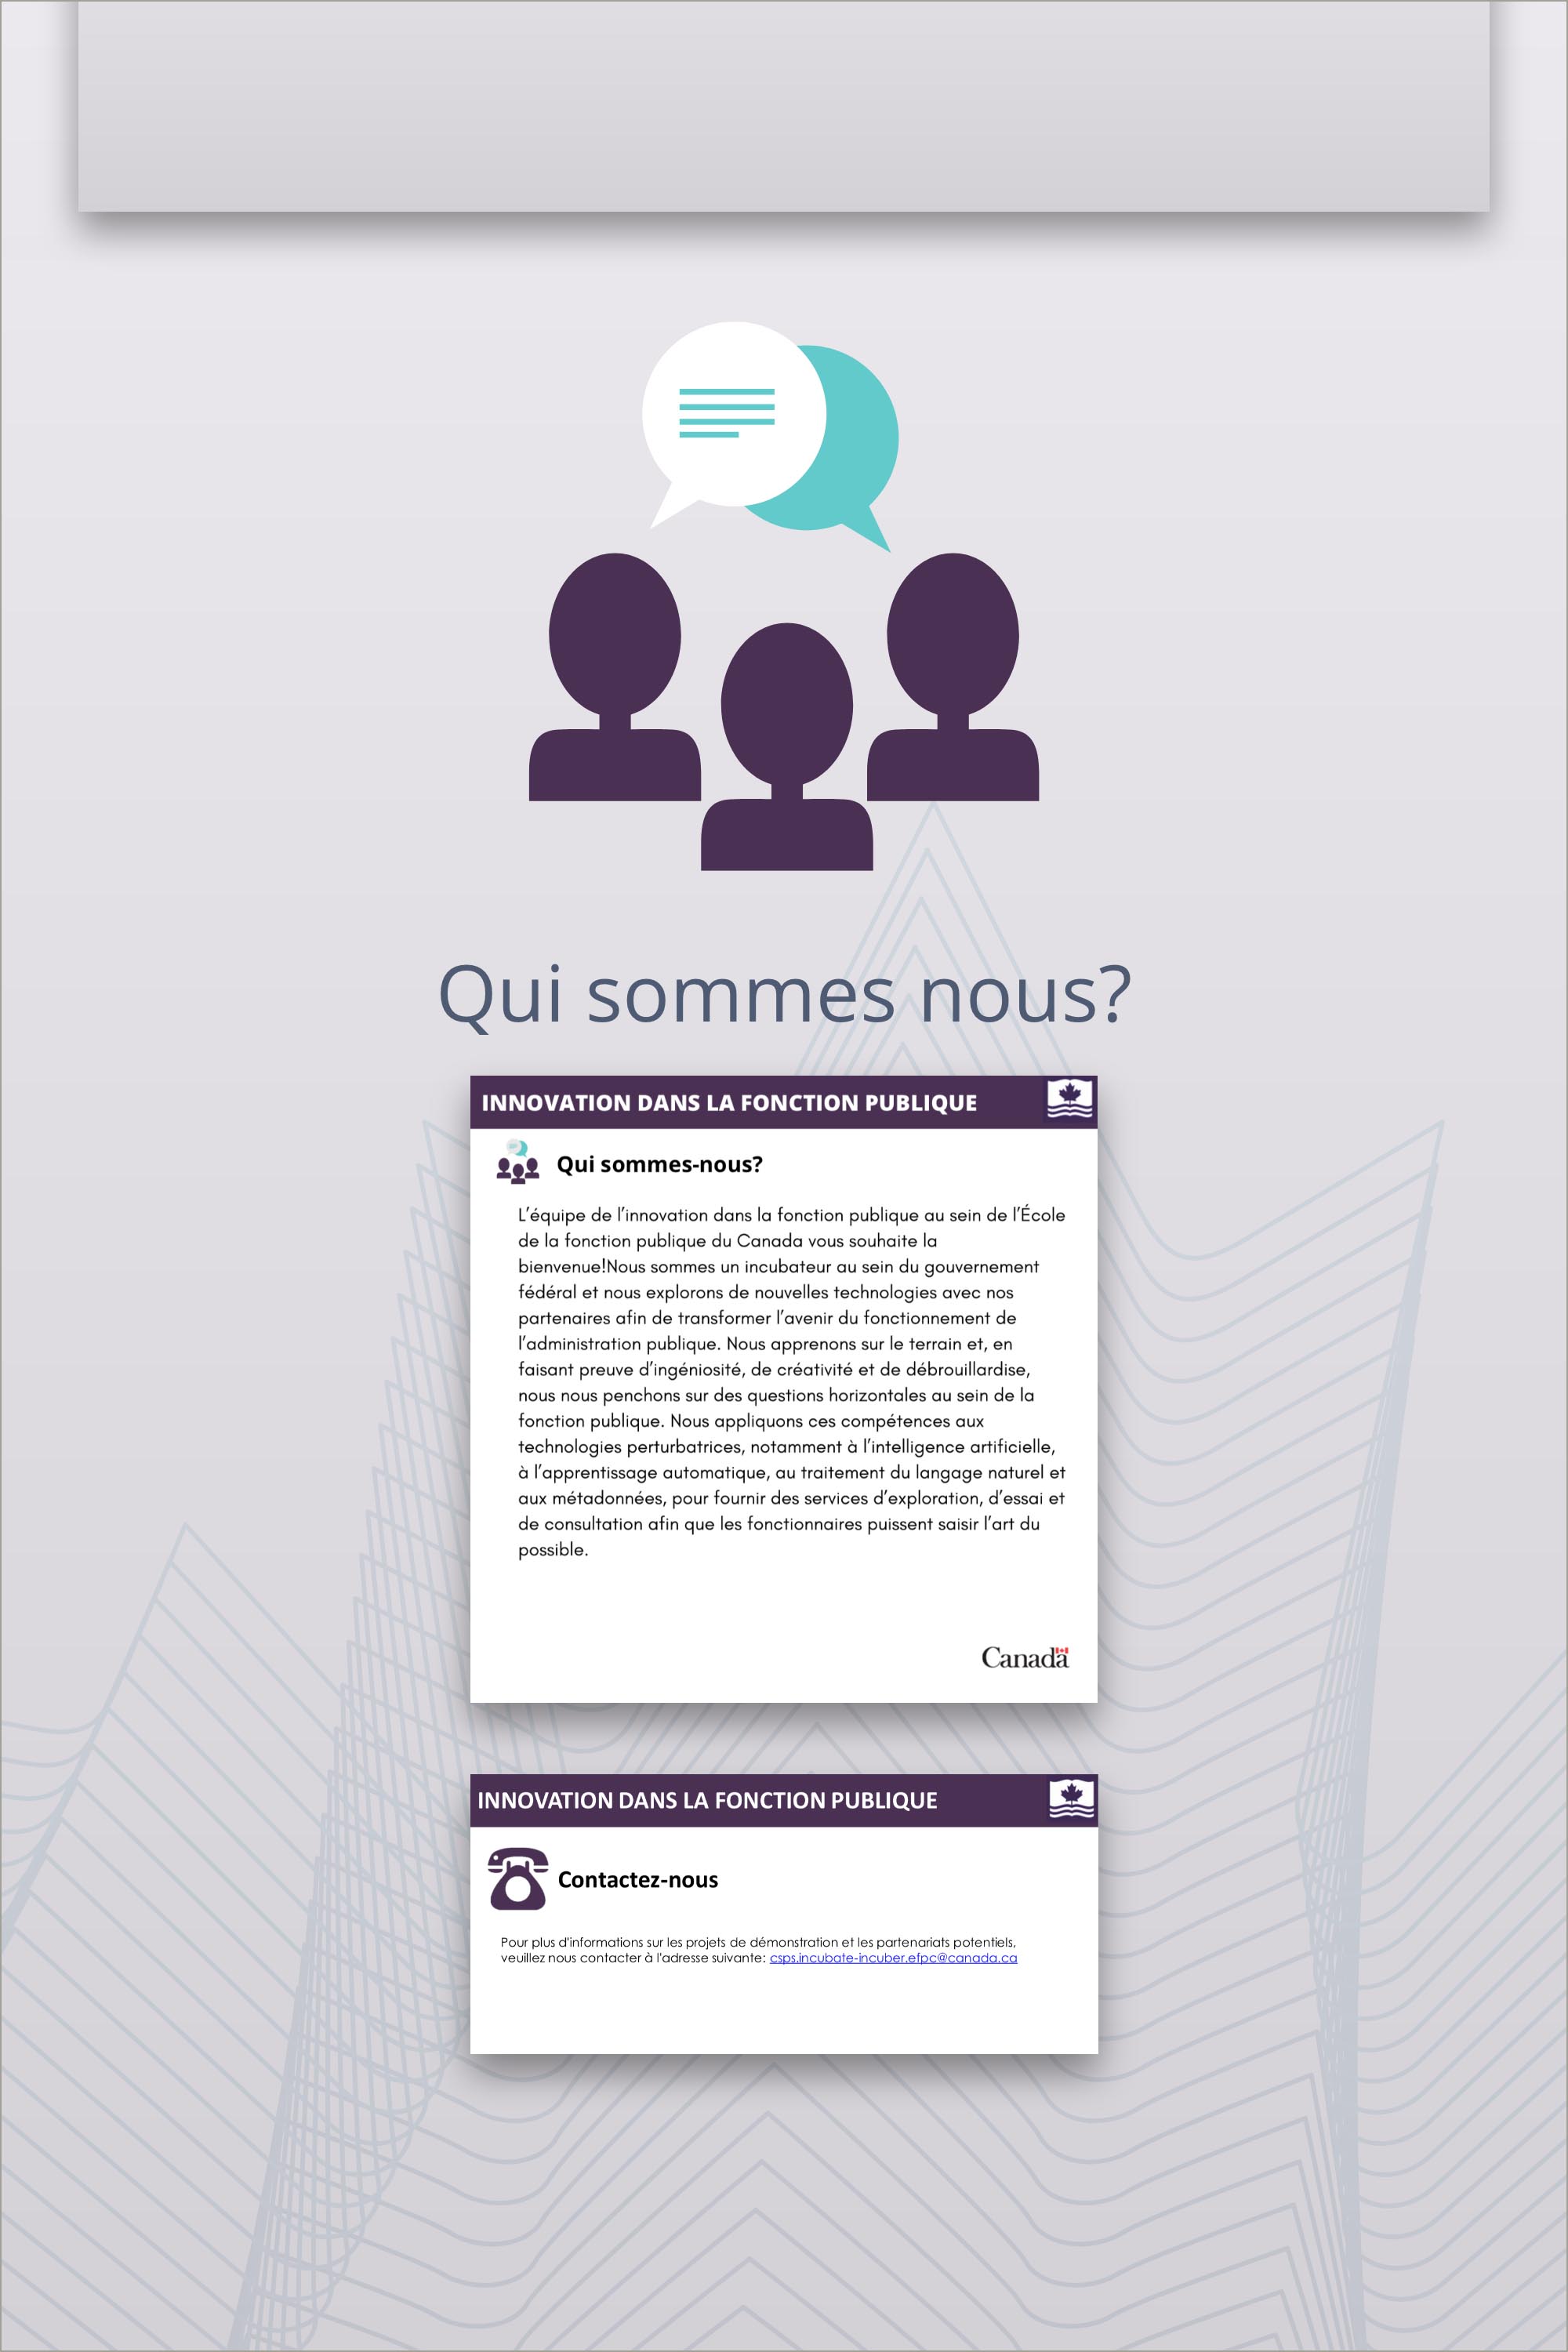 Qui sommes nous?
INNOVATION DANS LA FONCTION PUBLIQUE
Qui sommes-nous?
L'équipe de l'innovation dans la fonction publique au sein de l'École
de la fonction publique du Canada vous souhaite la
bienvenue!Nous sommes un incubateur au sein du gouvernement
fédéral et nous explorons de nouvelles technologies avec nos
partenaires afin de transformer l'avenir du fonctionnement de
l'administration publique. Nous apprenons sur le terrain et, en
faisant preuve d'ingéniosité, de créativité et de débrouillardise,
nous nous penchons sur des questions horizontales au sein de la
fonction publique. Nous appliquons ces compétences aux
technologies perturbatrices, notamment à l'intelligence artificielle,
à l'apprentissage automatique, au traitement du langage naturel et
aux métadonnées, pour fournir des services d'exploration, d'essai et
de consultation afin que les fonctionnaires puissent saisir l'art du
possible.
Canada
INNOVATION DANS LA FONCTION PUBLIQUE
Contactez-nous
Pour plus d'informations sur les projets de démonstration et les partenariats potentiels,
veuillez nous contacter à l'adresse suivante: csps.incubate-incuber.efpc@canada.ca